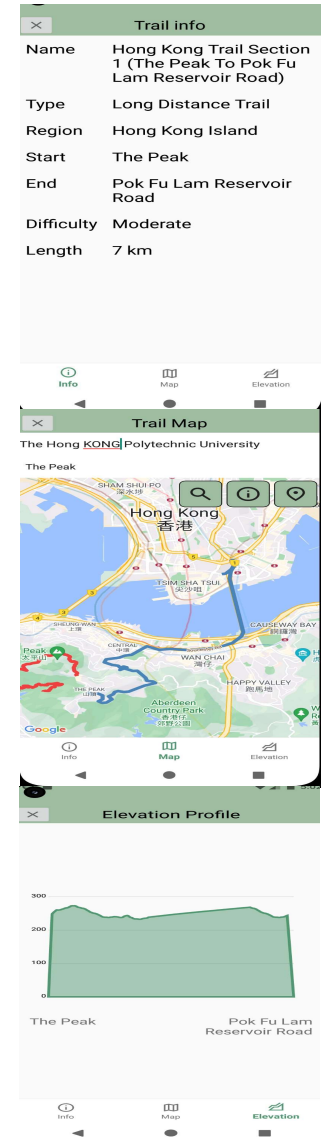 Trail info
Name Hong Kong Trail Section
1 (The Peak To Pok Fu
Lam Reservoir Road)
Type Long Distance Trail
Region Hong Kong Island
Start The Peak
End Pok Fu Lam Reservoir
Road
Difficulty Moderate
Length 7 km
Info Map Elevation
Trail Map
The Hong KONG Polytechnic University
The Peak
SHAM SHUI PO
深水埗
Hong Kong
香港
5
1
TSIM SHA TSUI
尖沙咀
3
4
3
SHEUNG WAN
上環
CENTRAL
中環
CAUSEWAY BAY
銅鑼灣
Peak
太平山
WAN CHAI
灣仔
THE PEAK
山頂
HAPPY VALLEY
跑馬地
Aberdeen
Country Park
香港仔
郊野公園
Google
Info Map Elevation
Elevation Profile
300
200
100
0
The Peak Pok Fu Lam
Reservoir Road
Info Map Elevation